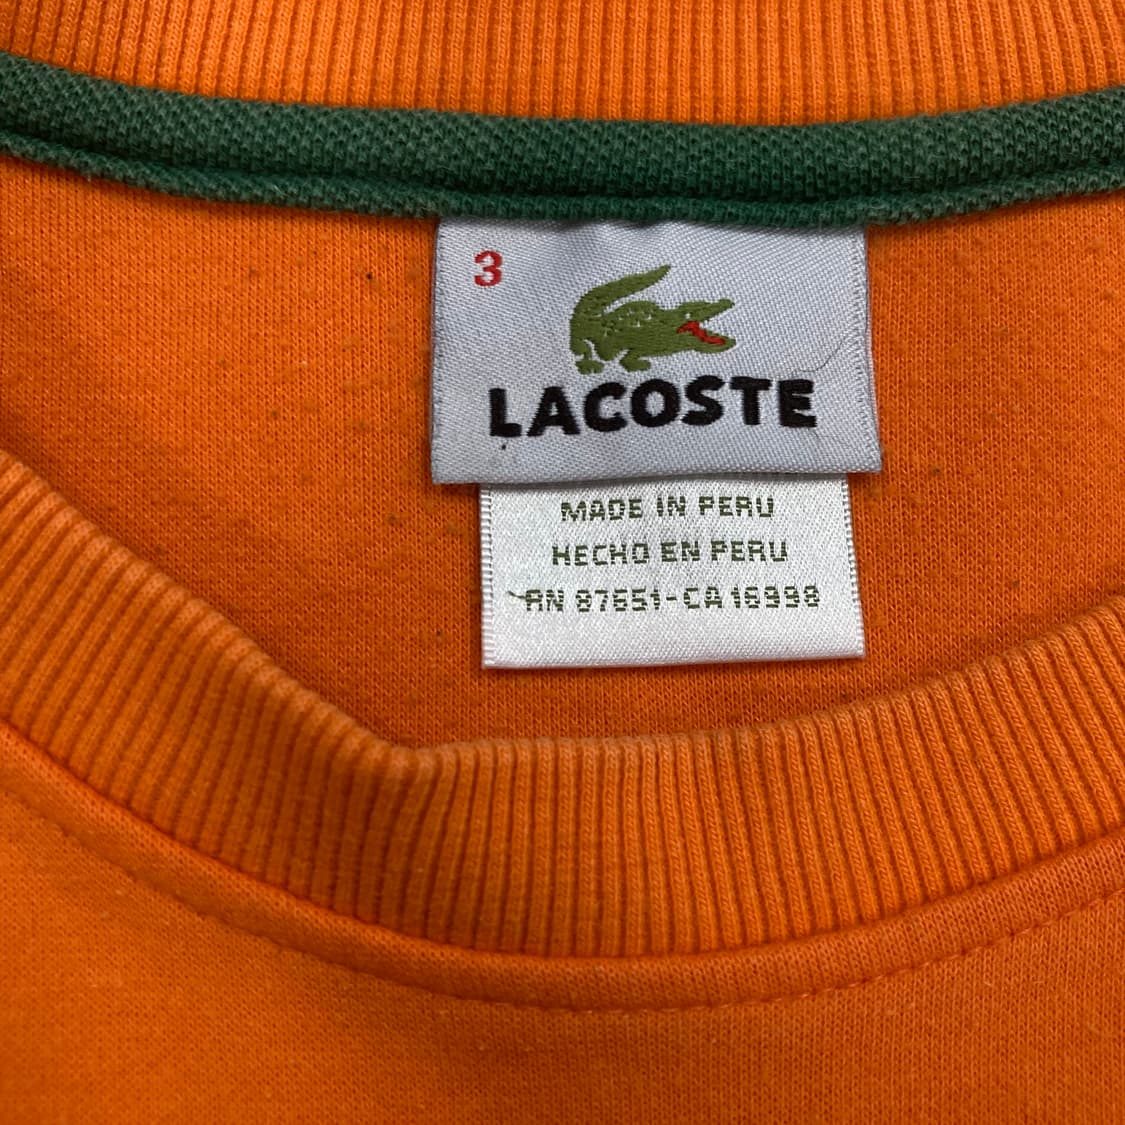 3
LACOSTE
MADE IN PERU
HECHO EN PERU
RN 87651-CA 16998